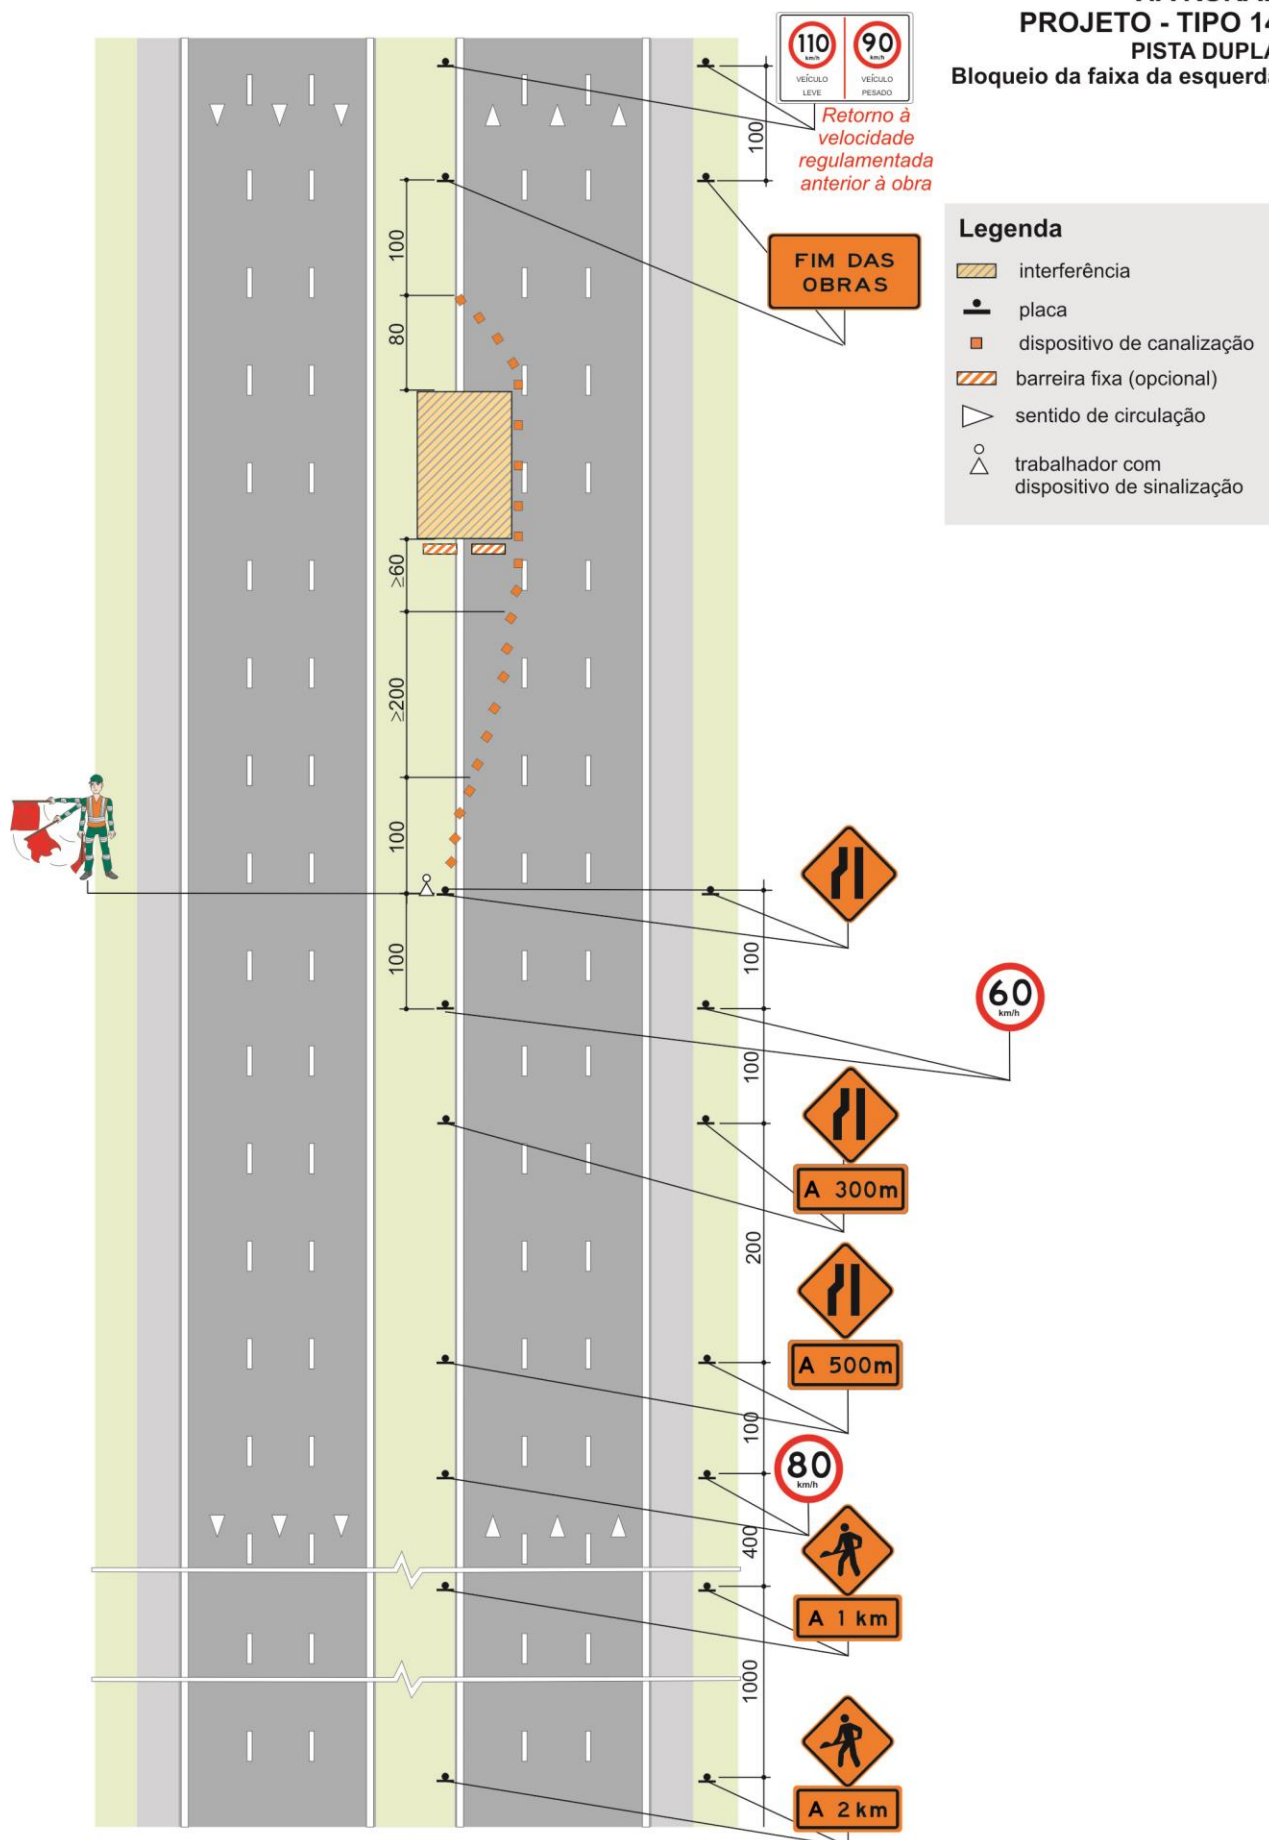 PROJETO - TIPO 14
PISTA DUPLA
Bloqueio da faixa da esquerda
110
km/h
90
km/h
VEÍCULO
LEVE
VEÍCULO
PESADO
Retorno à
velocidade
regulamentada
anterior à obra
100
FIM DAS
OBRAS
Legenda
interferência
placa
dispositivo de canalização
barreira fixa (opcional)
sentido de circulação
trabalhador com
dispositivo de sinalização
100
80
≥60
≥200
100
100
100
60
km/h
100
A 300m
200
A 500m
100
80
km/h
400
A 1 km
1000
A 2 km